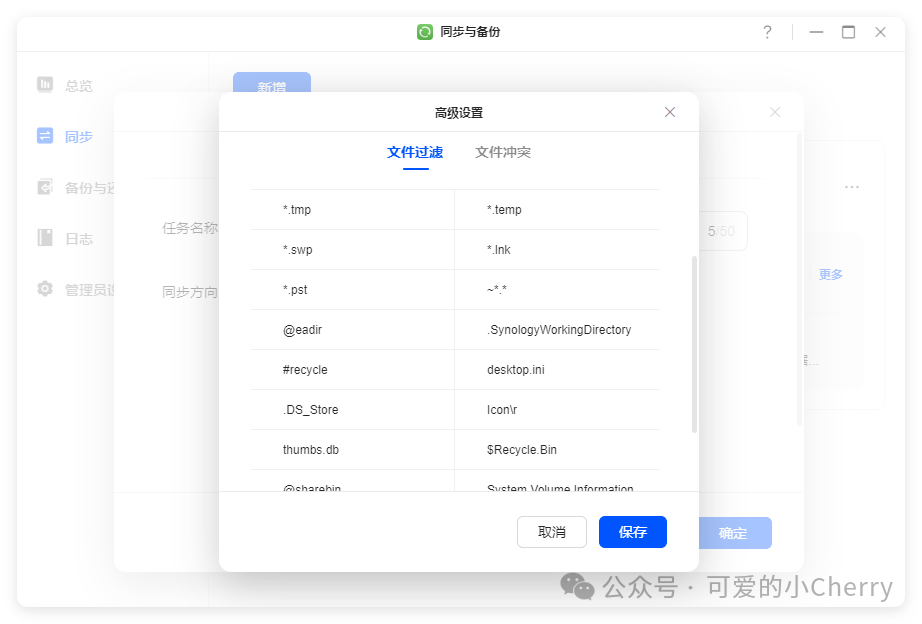 同步与备份
总览
新增
高级设置
同步
文件过滤
文件冲突
备份与还
*.tmp
*.temp
任务名称
5/50
日志
*.swp
*.lnk
更多
管理员设
同步方向
*.pst
~*.*
@eadir
.SynologyWorkingDirectory
#recycle
desktop.ini
.DS_Store
Icon\r
thumbs.db
$Recycle.Bin
@sharebin
System Volume Information
取消
保存
确定
公众号 · 可爱的小Cherry